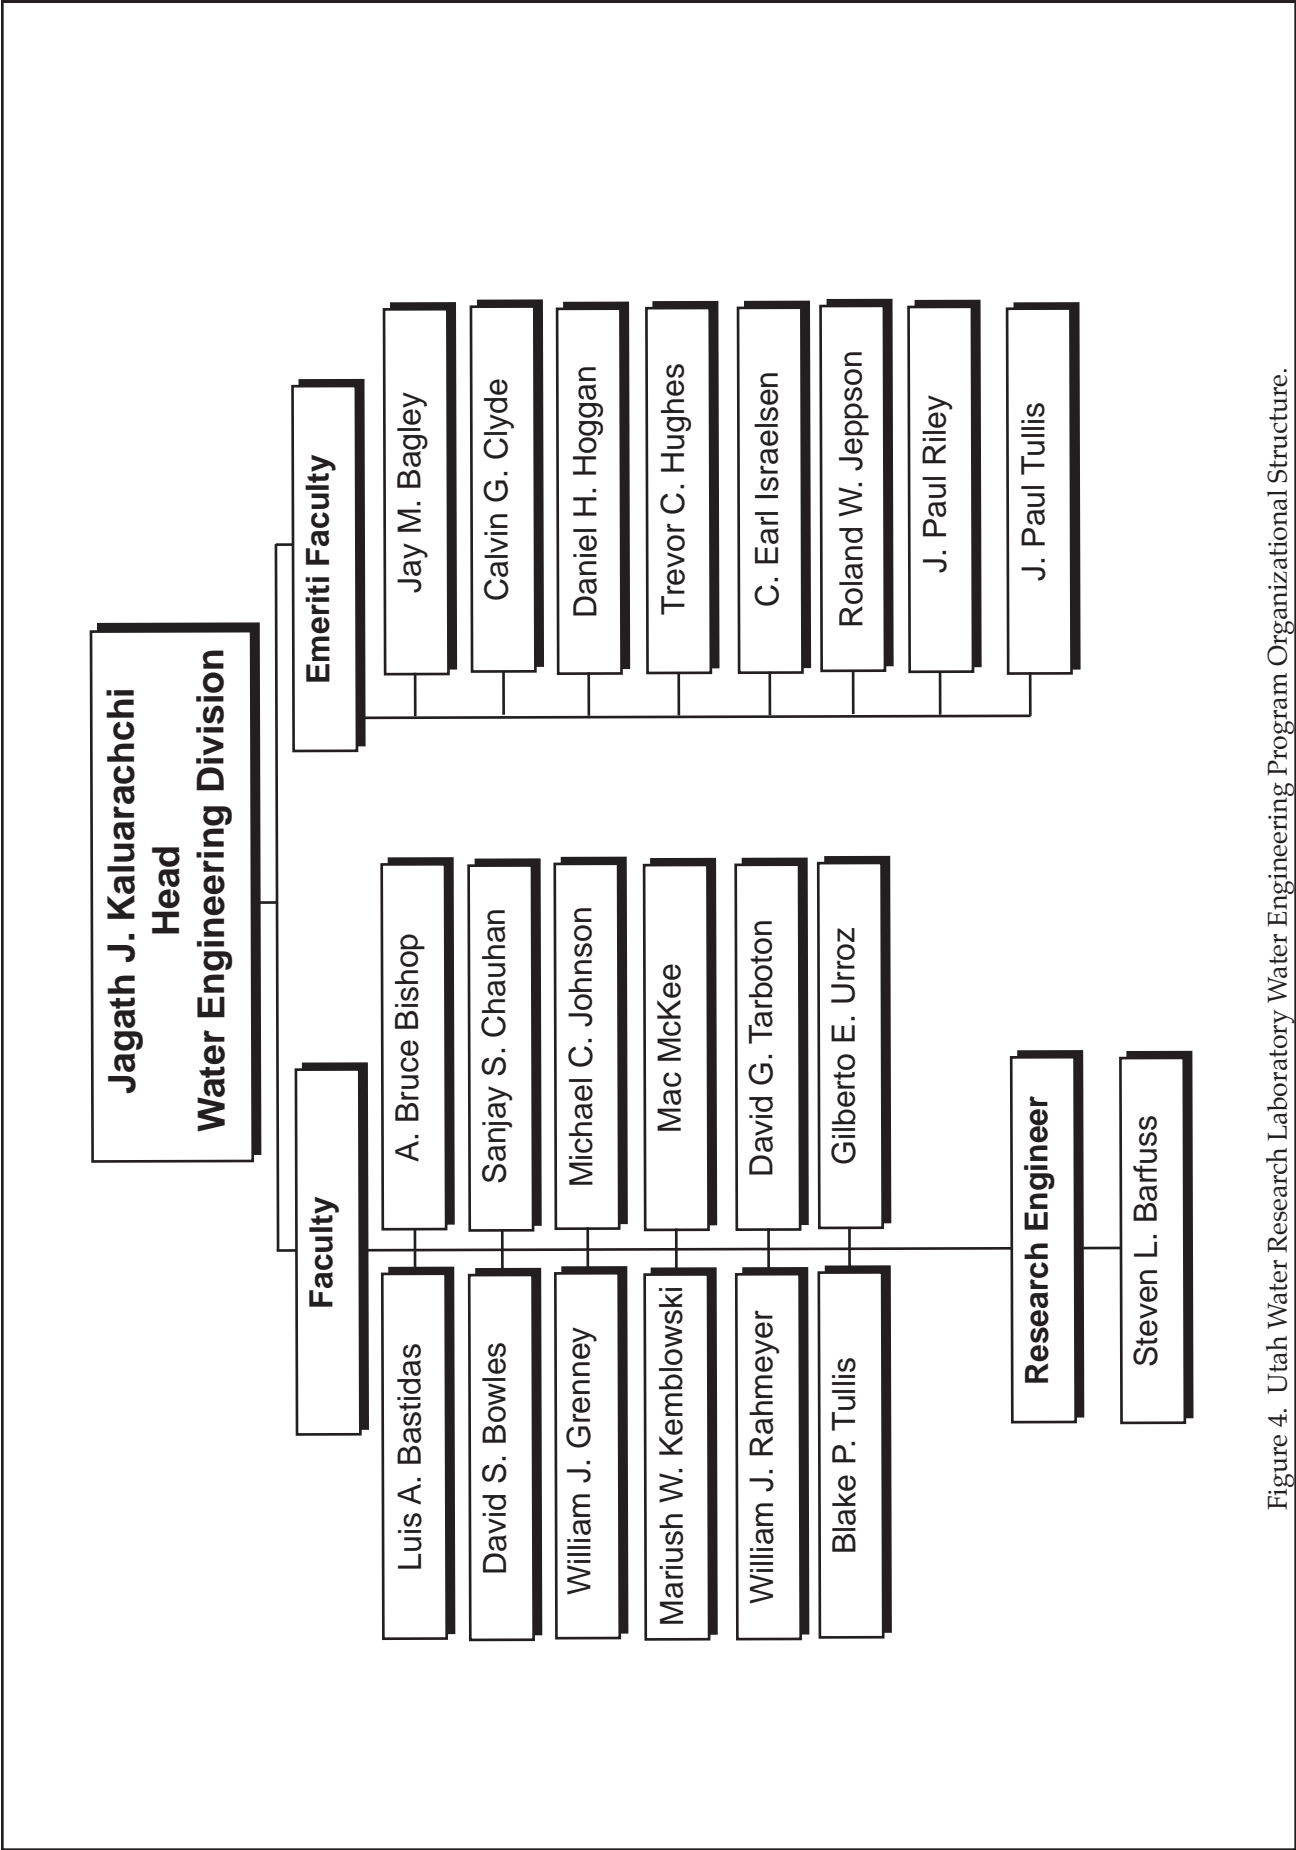 Jagath J. Kaluarachchi
Head
Water Engineering Division
Faculty
Luis A. Bastidas
A. Bruce Bishop
David S. Bowles
Sanjay S. Chauhan
William J. Grenney
Michael C. Johnson
Mariush W. Kemblowski
Mac McKee
William J. Rahmeyer
David G. Tarboton
Blake P. Tullis
Gilberto E. Urroz
Research Engineer
Steven L. Barfuss
Emeriti Faculty
Jay M. Bagley
Calvin G. Clyde
Daniel H. Hoggan
Trevor C. Hughes
C. Earl Israelsen
Roland W. Jeppson
J. Paul Riley
J. Paul Tullis
Figure 4. Utah Water Research Laboratory Water Engineering Program Organizational Structure.